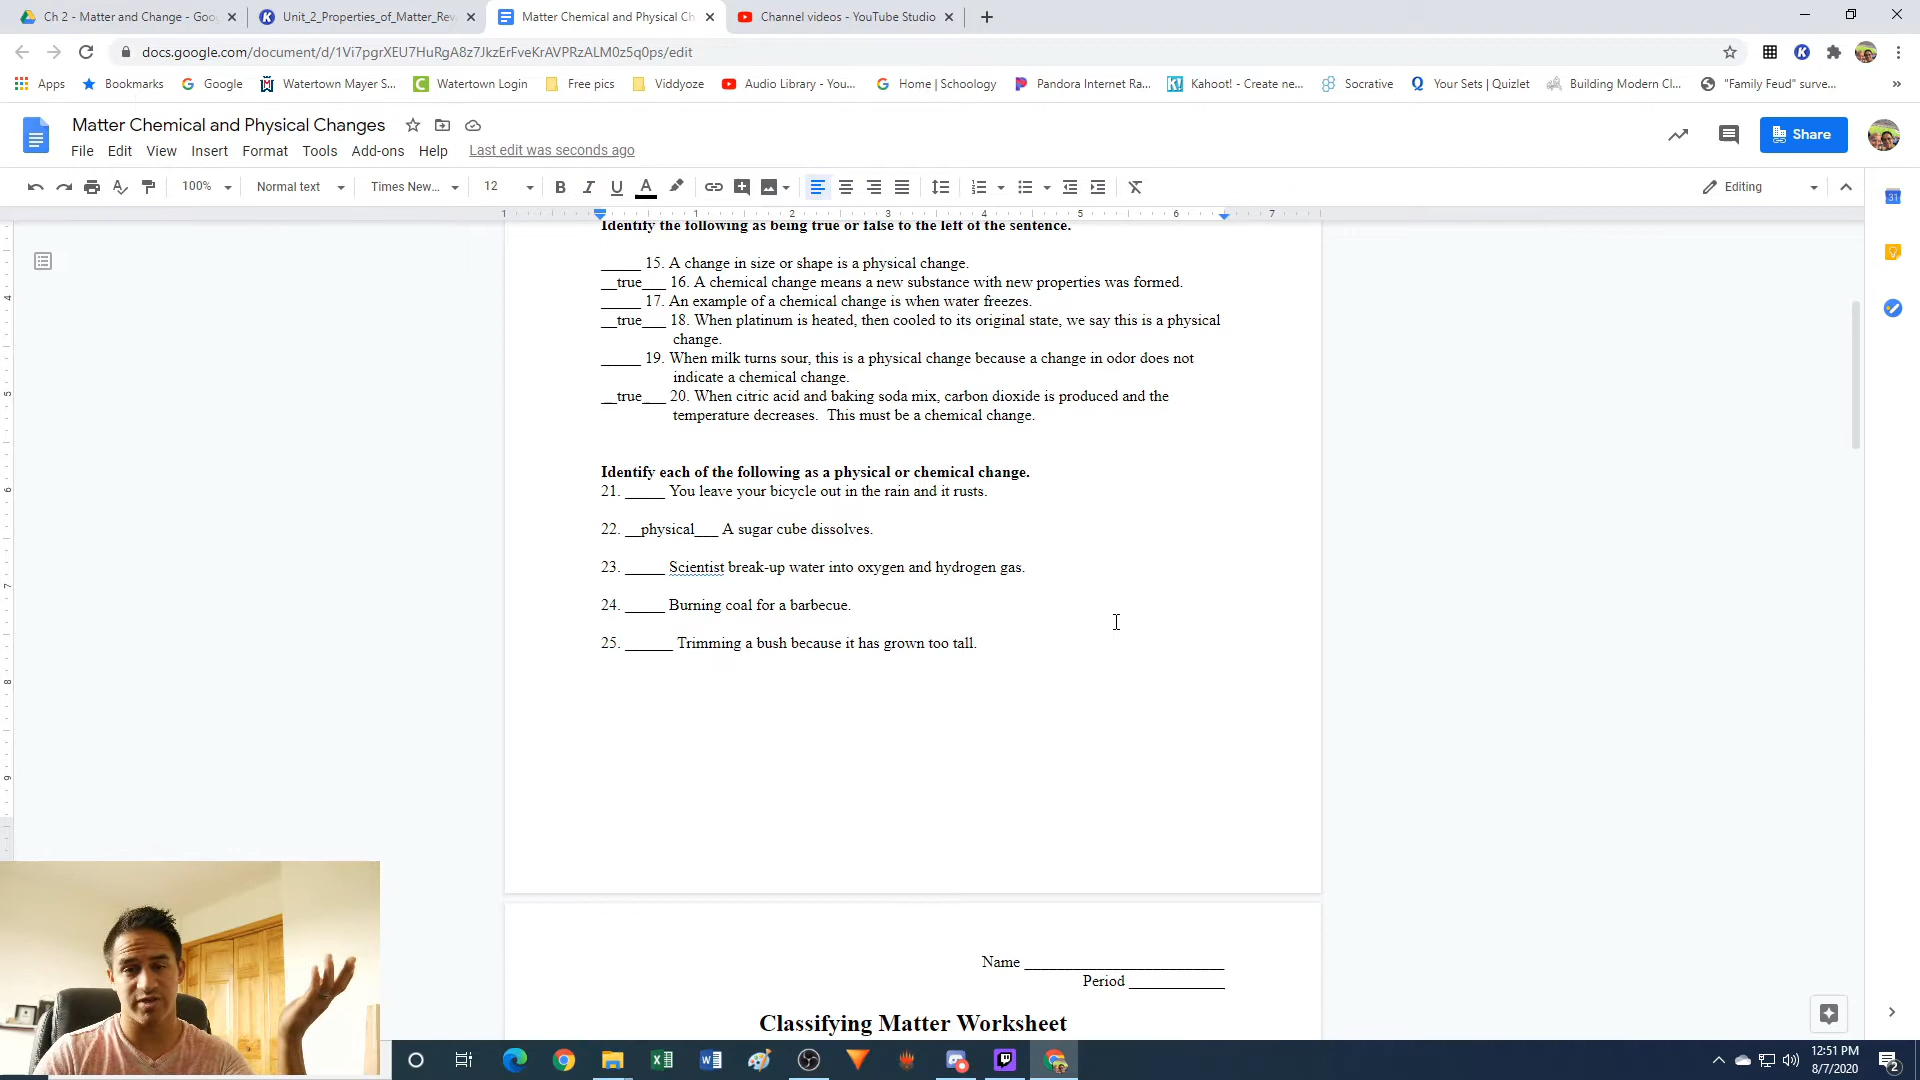 Ch 2 - Matter and Change - Goo
Unit_2_Properties_of_Matter_Rev
Matter Chemical and Physical Ch
Channel videos - YouTube Studio
docs.google.com/document/d/1Vi7pgrXEU7HuRgA8z7JkzErFveKrAVPRzALM0z5q0ps/edit
Apps
Bookmarks
Google
Watertown Mayer S...
Watertown Login
Free pics
Viddyoze
Audio Library - You...
Home | Schoology
Pandora Internet Ra...
Kahoot! - Create ne...
Socrative
Your Sets | Quizlet
Building Modern Cl...
"Family Feud" surve...
Matter Chemical and Physical Changes
Share
File Edit View Insert Format Tools Add-ons Help Last edit was seconds ago
100% Normal text Times New... 12 B I U A Editing
1 1 2 3 4 5 6 7
Identify the following as being true or false to the left of the sentence.
_____ 15. A change in size or shape is a physical change.
__true___ 16. A chemical change means a new substance with new properties was formed.
_____ 17. An example of a chemical change is when water freezes.
__true___ 18. When platinum is heated, then cooled to its original state, we say this is a physical
change.
_____ 19. When milk turns sour, this is a physical change because a change in odor does not
indicate a chemical change.
__true___ 20. When citric acid and baking soda mix, carbon dioxide is produced and the
temperature decreases. This must be a chemical change.
Identify each of the following as a physical or chemical change.
21. _____ You leave your bicycle out in the rain and it rusts.
22. __physical___ A sugar cube dissolves.
23. _____ Scientist break-up water into oxygen and hydrogen gas.
24. _____ Burning coal for a barbecue.
25. ______ Trimming a bush because it has grown too tall.
Name _________________________
Period ____________
Classifying Matter Worksheet
12:51 PM
8/7/2020
2